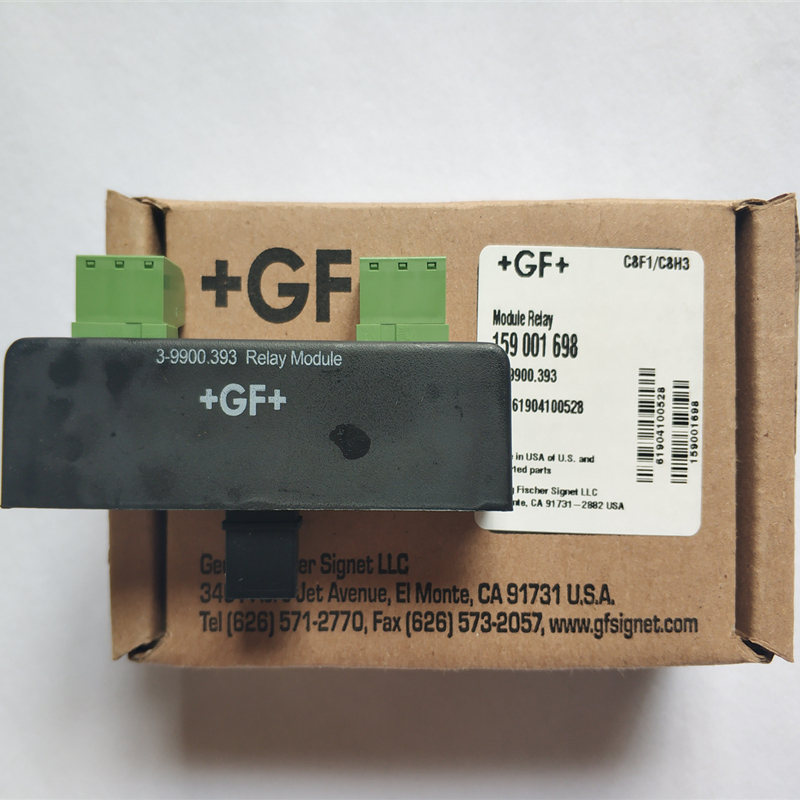 +GF
3-9900.393 Relay Module
+GF+
+GF+ C8F1/C8H3
Module Relay
159 001 698
9900.393
61904100528
in USA of U.S. and
parts
Fischer Signet LLC
CA 91731-2882 USA
61904100528
159001698
Signet LLC
Jet Avenue, El Monte, CA 91731 U.S.A.
Tel (626) 571-2770, Fax (626) 573-2057, www.gfsignet.com